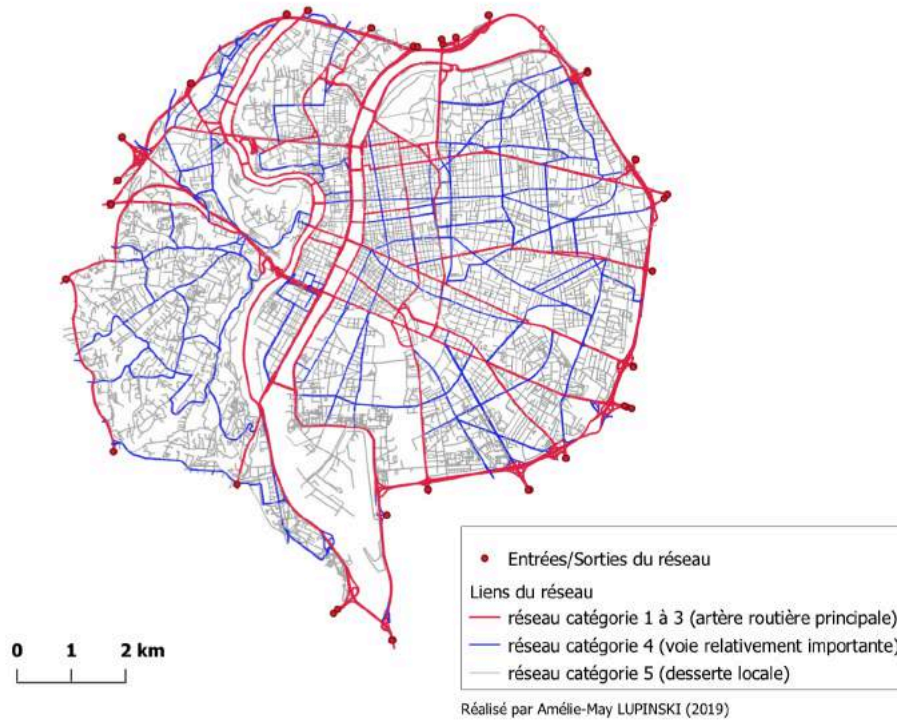 0 1 2 km
Entrées/Sorties du réseau
Liens du réseau
réseau catégorie 1 à 3 (artère routière principale)
réseau catégorie 4 (voie relativement importante)
réseau catégorie 5 (desserte locale)
Réalisé par Amélie-May LUPINSKI (2019)